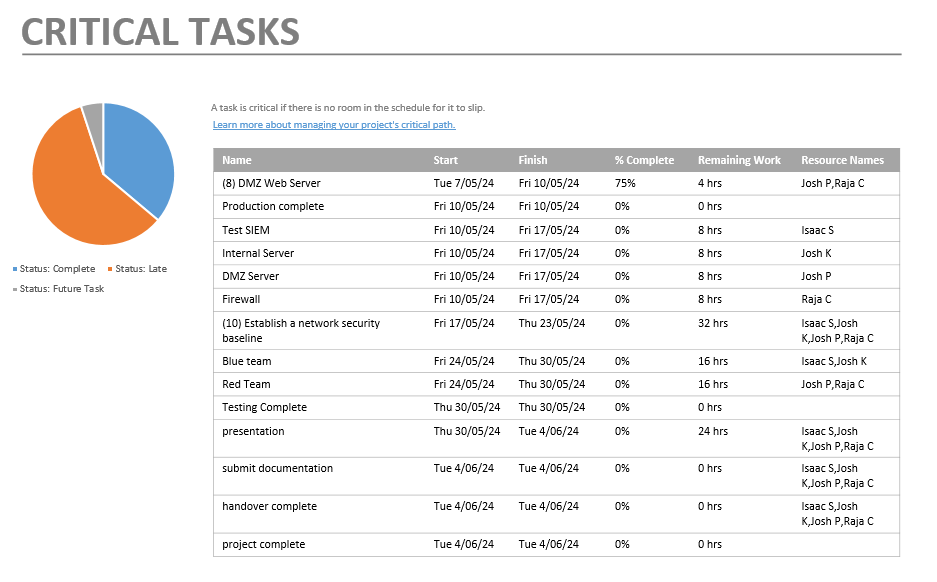 CRITICAL TASKS
A task is critical if there is no room in the schedule for it to slip.
Learn more about managing your project's critical path.
Status: Complete Status: Late
Status: Future Task
Name Start Finish % Complete Remaining Work Resource Names
(8) DMZ Web Server Tue 7/05/24 Fri 10/05/24 75% 4 hrs Josh P,Raja C
Production complete Fri 10/05/24 Fri 10/05/24 0% 0 hrs
Test SIEM Fri 10/05/24 Fri 17/05/24 0% 8 hrs Isaac S
Internal Server Fri 10/05/24 Fri 17/05/24 0% 8 hrs Josh K
DMZ Server Fri 10/05/24 Fri 17/05/24 0% 8 hrs Josh P
Firewall Fri 10/05/24 Fri 17/05/24 0% 8 hrs Raja C
(10) Establish a network security Fri 17/05/24 Thu 23/05/24 0% 32 hrs Isaac S,Josh
baseline K,Josh P,Raja C
Blue team Fri 24/05/24 Thu 30/05/24 0% 16 hrs Isaac S,Josh K
Red Team Fri 24/05/24 Thu 30/05/24 0% 16 hrs Josh P,Raja C
Testing Complete Thu 30/05/24 Thu 30/05/24 0% 0 hrs
presentation Thu 30/05/24 Tue 4/06/24 0% 24 hrs Isaac S,Josh
K,Josh P,Raja C
submit documentation Tue 4/06/24 Tue 4/06/24 0% 0 hrs Isaac S,Josh
K,Josh P,Raja C
handover complete Tue 4/06/24 Tue 4/06/24 0% 0 hrs Isaac S,Josh
K,Josh P,Raja C
project complete Tue 4/06/24 Tue 4/06/24 0% 0 hrs